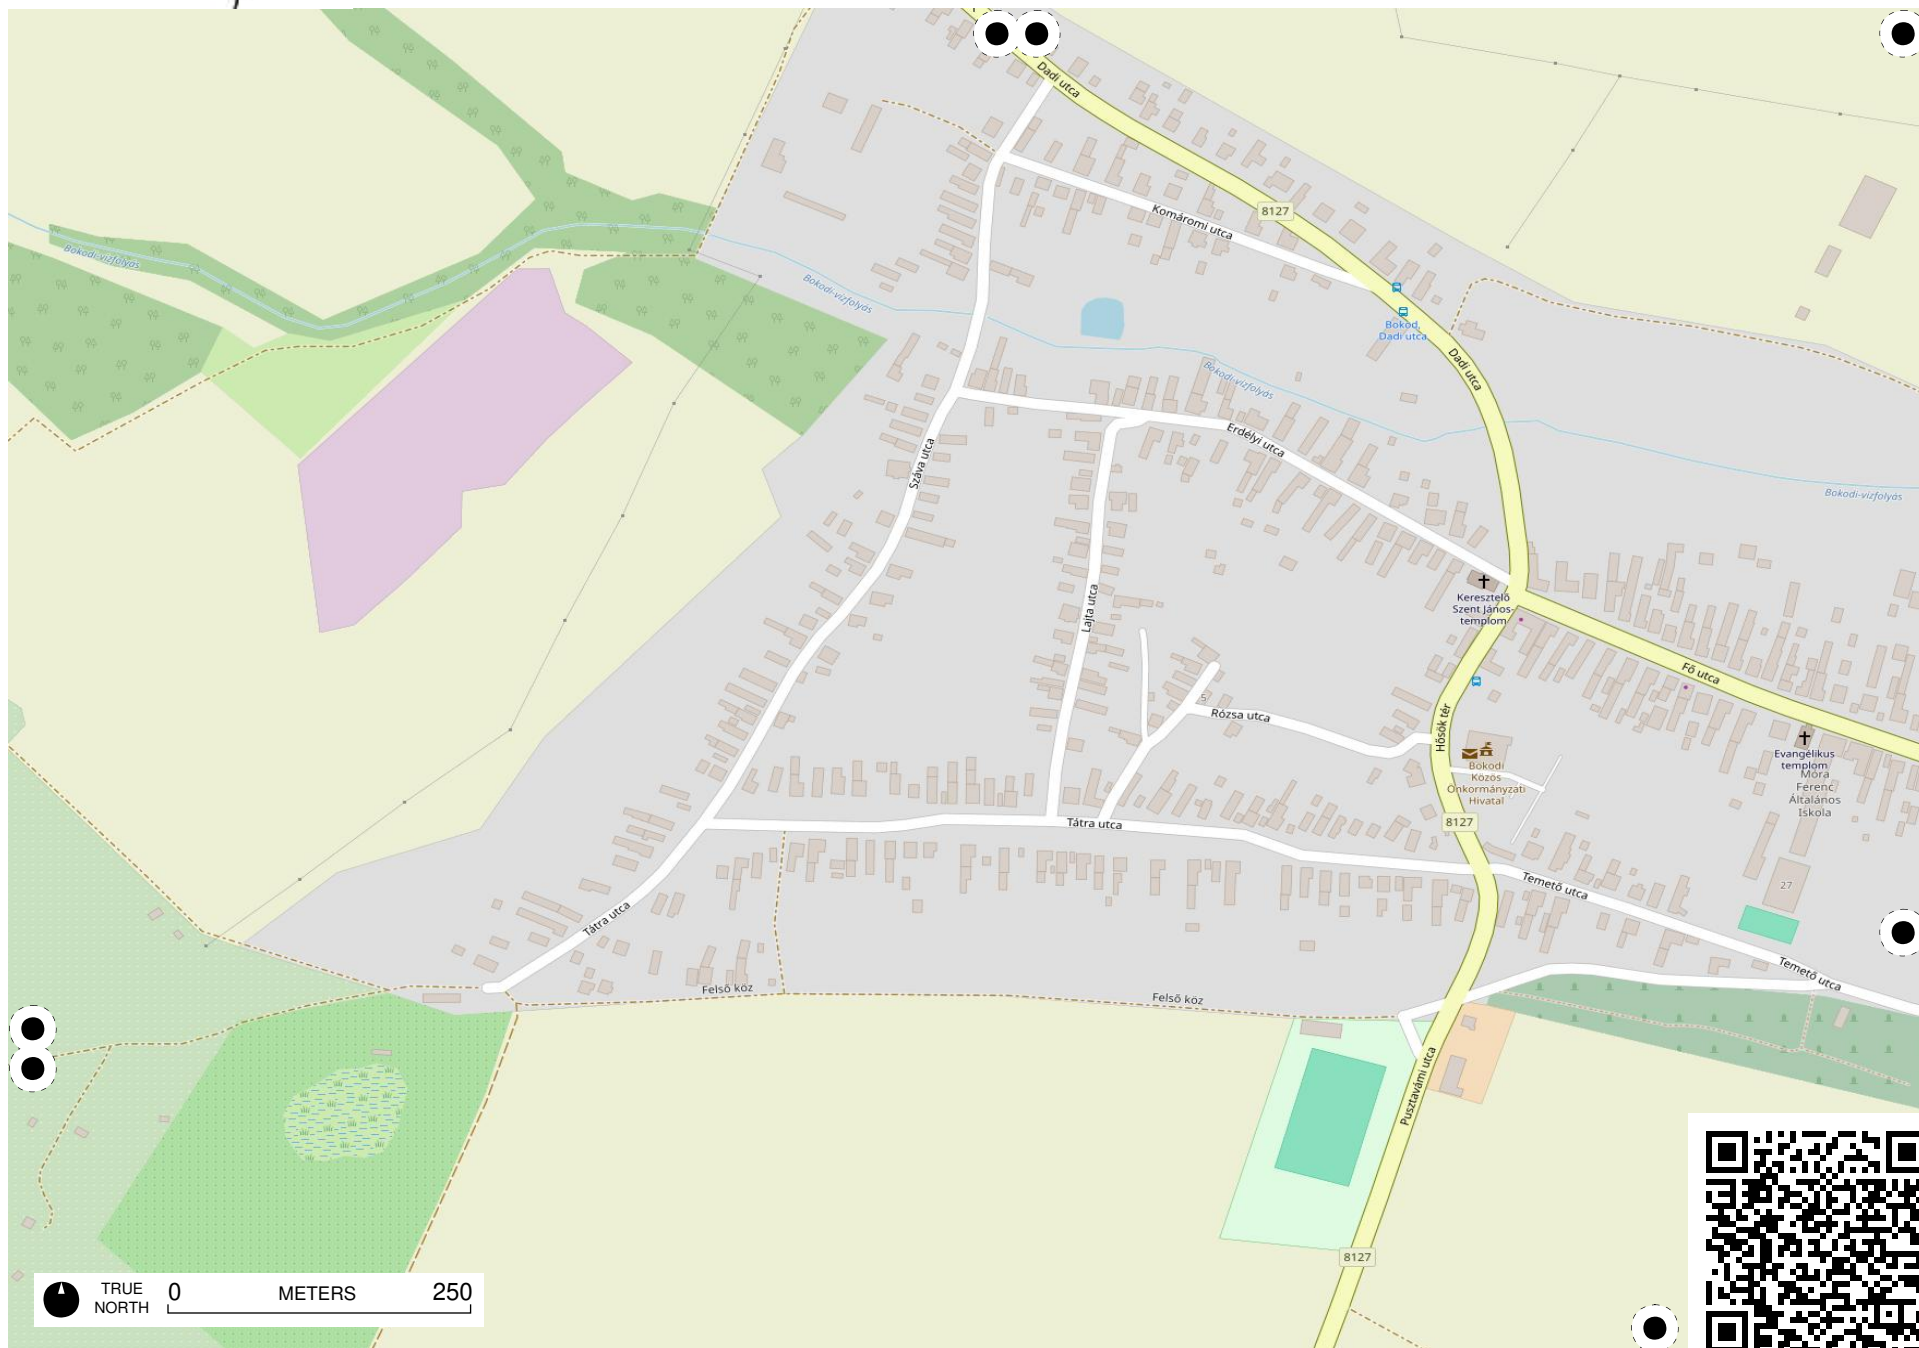 Dadi utca
Komáromi utca
8127
Bokodi-vízfolyás
Bokodi-vízfolyás
Bokod,
Dadi utca
Dadi utca
Bokodi-vízfolyás
Erdélyi utca
Száva utca
Bokodi-vízfolyás
Lajta utca
Keresztelő
Szent János-
templom
Fő utca
5
Rózsa utca
Hősök tér
Evangélikus
templom
Bokodi
Közös
Önkormányzati
Hivatal
Móra
Ferenc
Általános
Iskola
8127
Tátra utca
Temető utca
27
Tátra utca
Temető utca
Felső köz
Felső köz
Pusztavámi utca
8127
TRUE
NORTH
0 METERS 250